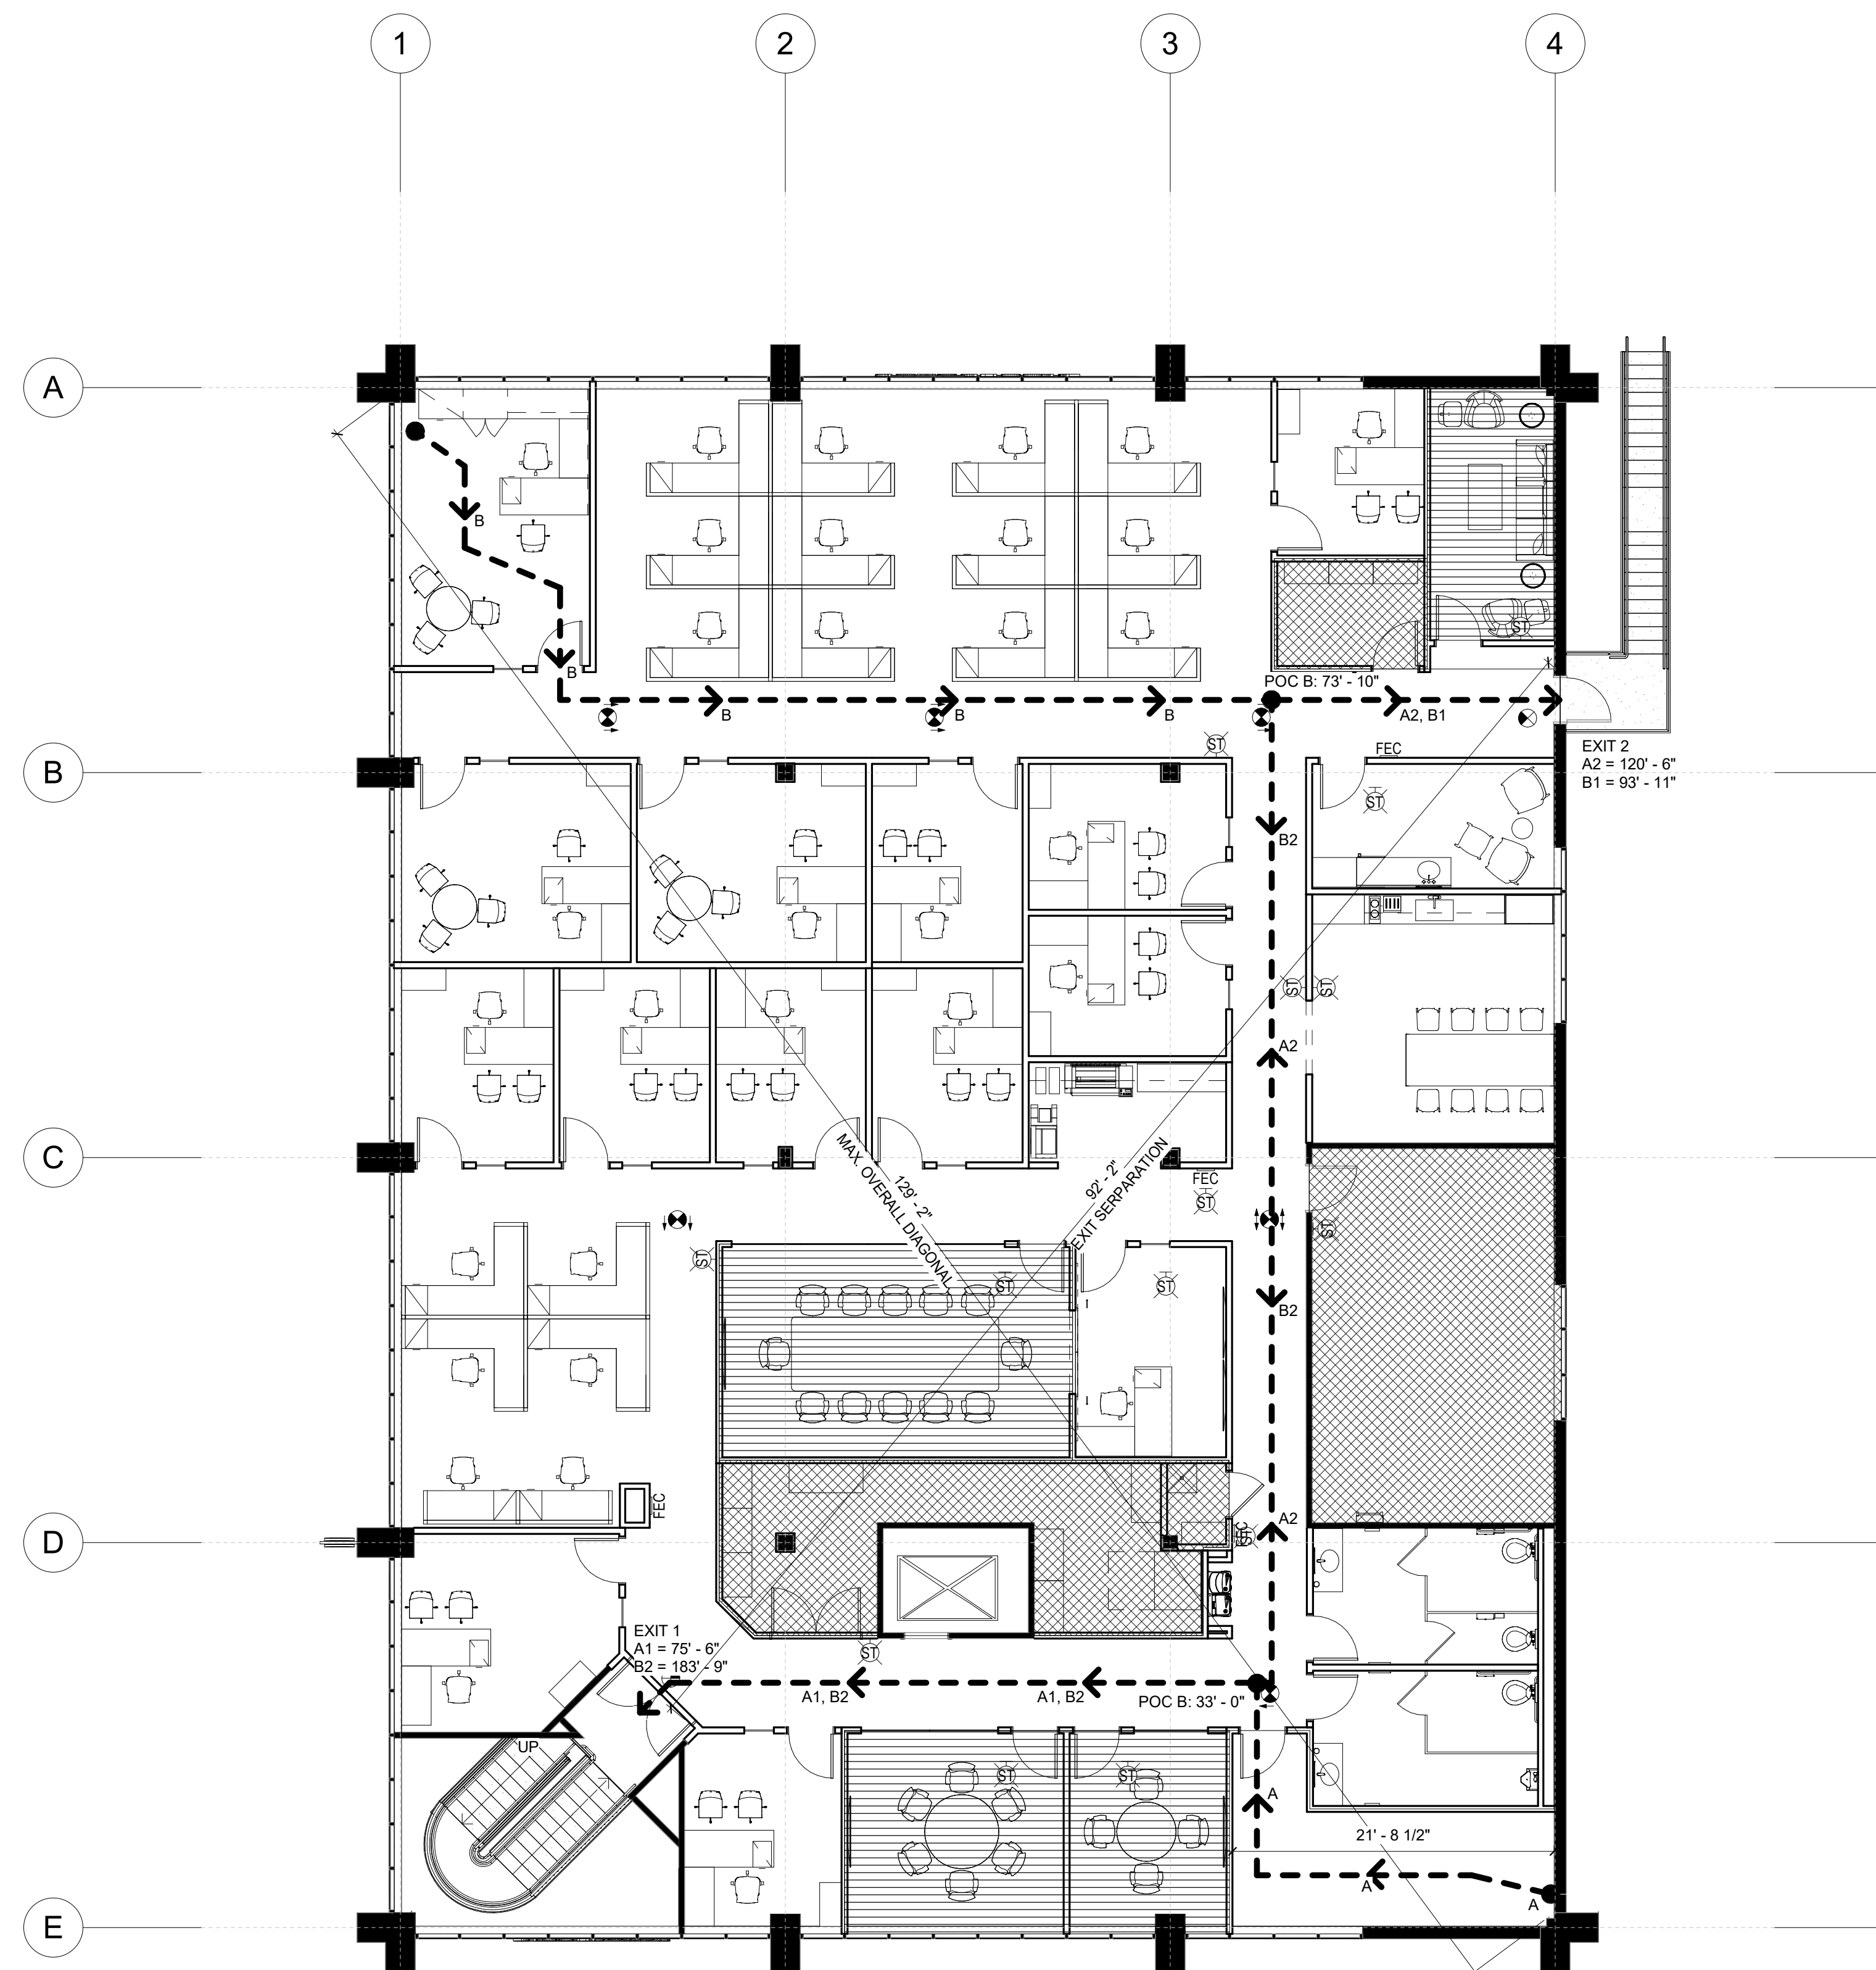 1
2
3
4
A
B
B
POC B: 73' - 10"
B
B
B
A2, B1
ST
ST
FEC
EXIT 2
A2 = 120' - 6"
B1 = 93' - 11"
B
ST
B2
ST
ST
A2
C
129' - 2"
MAX. OVERALL DIAGONAL
92' - 2"
EXIT SERPARATION
FEC
ST
ST
ST
ST
ST
B2
FEC
A2
D
FEC
ST
EXIT 1
A1 = 75' - 6"
B2 = 183' - 9"
ST
A1, B2
A1, B2
POC B: 33' - 0"
UP
ST
ST
A
21' - 8 1/2"
A
A
E